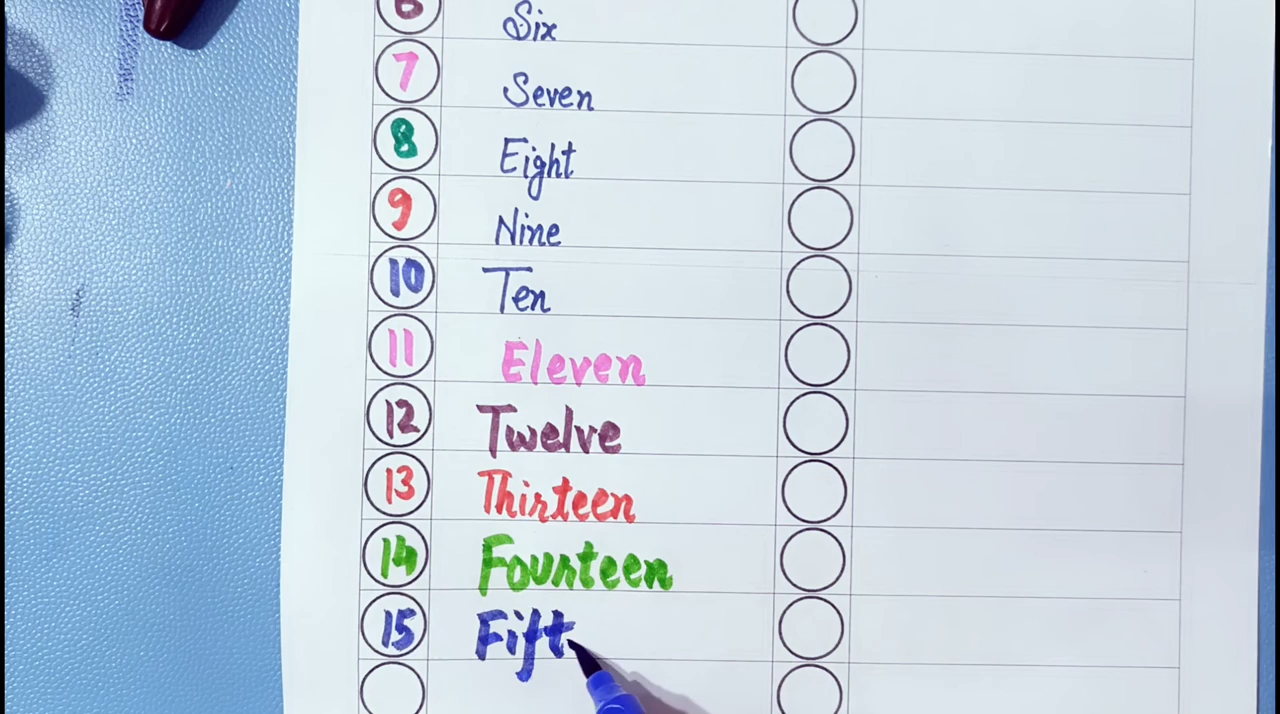 6 Six
7 Seven
8 Eight
9 Nine
10 Ten
11 Eleven
12 Twelve
13 Thirteen
14 Fourteen
15 Fift